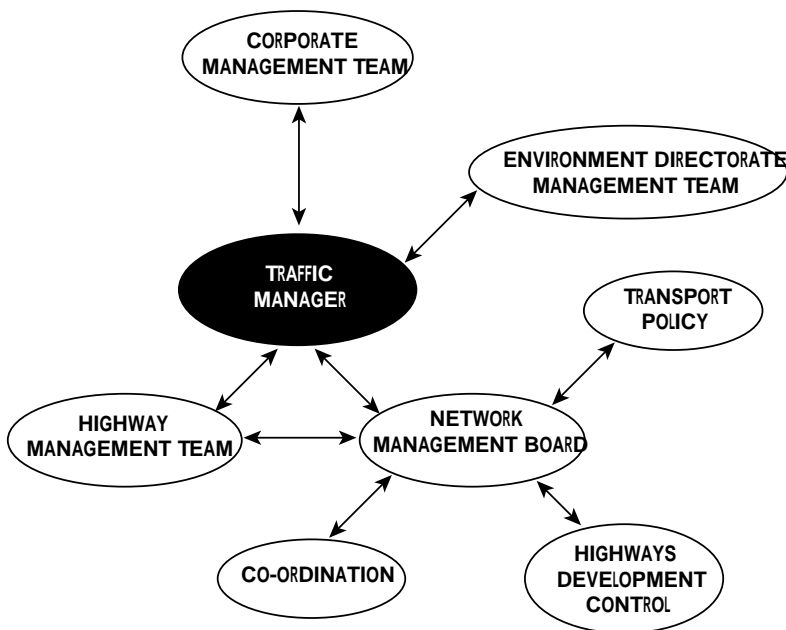 CORPORATE
MANAGEMENT TEAM
ENVIRONMENT DIRECTORATE
MANAGEMENT TEAM
TRAFFIC
MANAGER
TRANSPORT
POLICY
HIGHWAY
MANAGEMENT TEAM
NETWORK
MANAGEMENT BOARD
CO-ORDINATION
HIGHWAYS
DEVELOPMENT
CONTROL